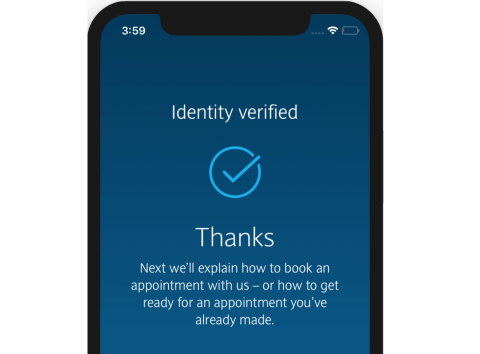 3:59
Identity verified
Thanks
Next we'll explain how to book an
appointment with us – or how to get
ready for an appointment you've
already made.